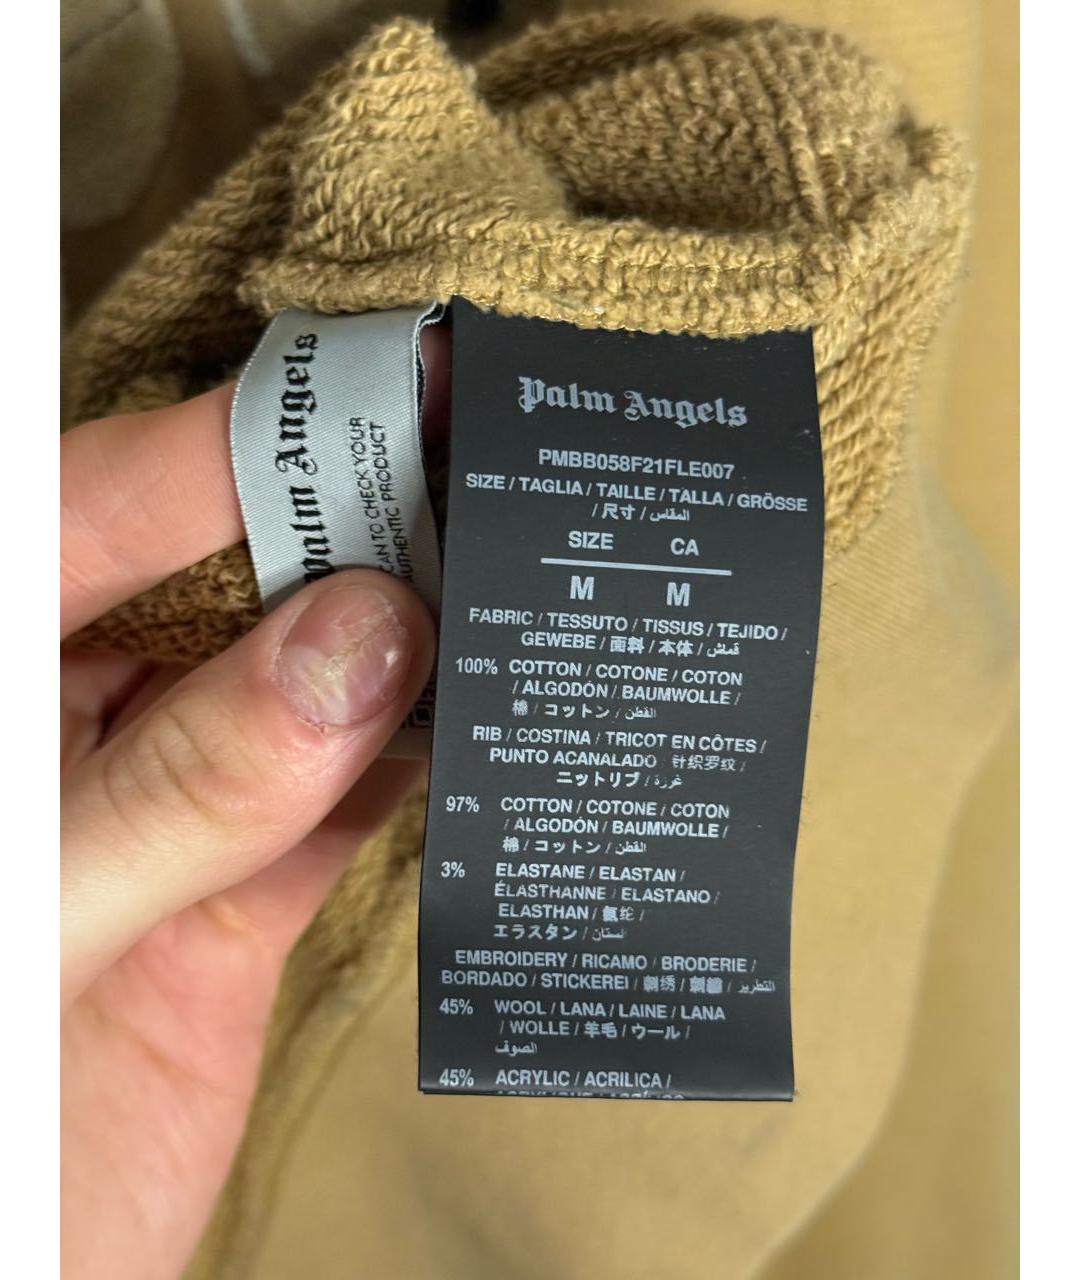 Palm Angels
CAN TO CHECK YOUR
AUTHENTIC PRODUCT
Palm Angels
PMBB058F21FLE007
SIZE / TAGLIA / TAILLE / TALLA / GRÖSSE
/ 尺寸 / المقاس
SIZE CA
M M
FABRIC / TESSUTO / TISSUS / TEJIDO /
GEWEBE / 面料 / 本体 / قماش
100% COTTON / COTONE / COTON
/ ALGODÓN / BAUMWOLLE /
棉 / コットン / القطن
RIB / COSTINA / TRICOT EN CÔTES /
PUNTO ACANALADO 针织罗纹 /
ニットリブ / غرزة
97% COTTON / COTONE / COTON
/ ALGODÓN / BAUMWOLLE /
棉 / コットン / القطن
3% ELASTANE / ELASTAN /
ÉLASTHANNE / ELASTANO /
ELASTHAN / 氨纶 /
エラスタン / إلستان
EMBROIDERY / RICAMO / BRODERIE /
BORDADO / STICKEREI / 刺绣 / 刺繍 / التطريز
45% WOOL / LANA / LAINE / LANA
/ WOLLE / 羊毛 / ウール /
الصوف
45% ACRYLIC / ACRILICA /